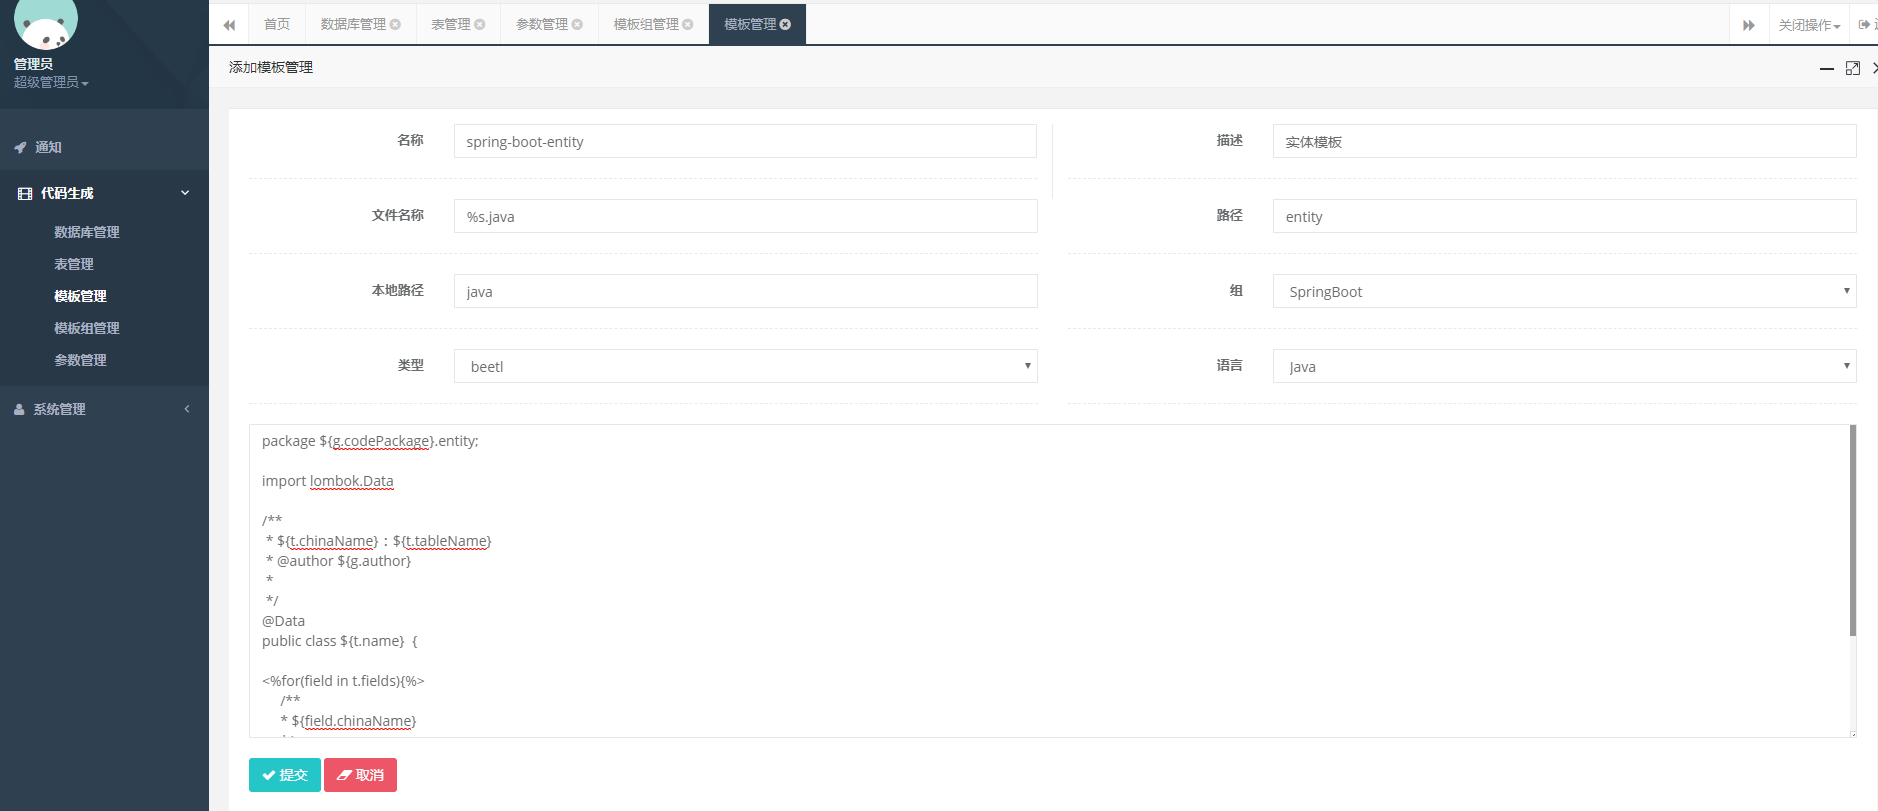 首页
数据库管理
表管理
参数管理
模板组管理
模板管理
关闭操作
管理员
超级管理员
通知
代码生成
数据库管理
表管理
模板管理
模板组管理
参数管理
系统管理
添加模板管理
名称 spring-boot-entity
描述 实体模板
文件名称 %s.java
路径 entity
本地路径 java
组 SpringBoot
类型 beetl
语言 Java
package ${g.codePackage}.entity;
import lombok.Data
/**
* ${t.chinaName}：${t.tableName}
* @author ${g.author}
*
*/
@Data
public class ${t.name}  {
<%for(field in t.fields){%>
/**
* ${field.chinaName}
提交
取消